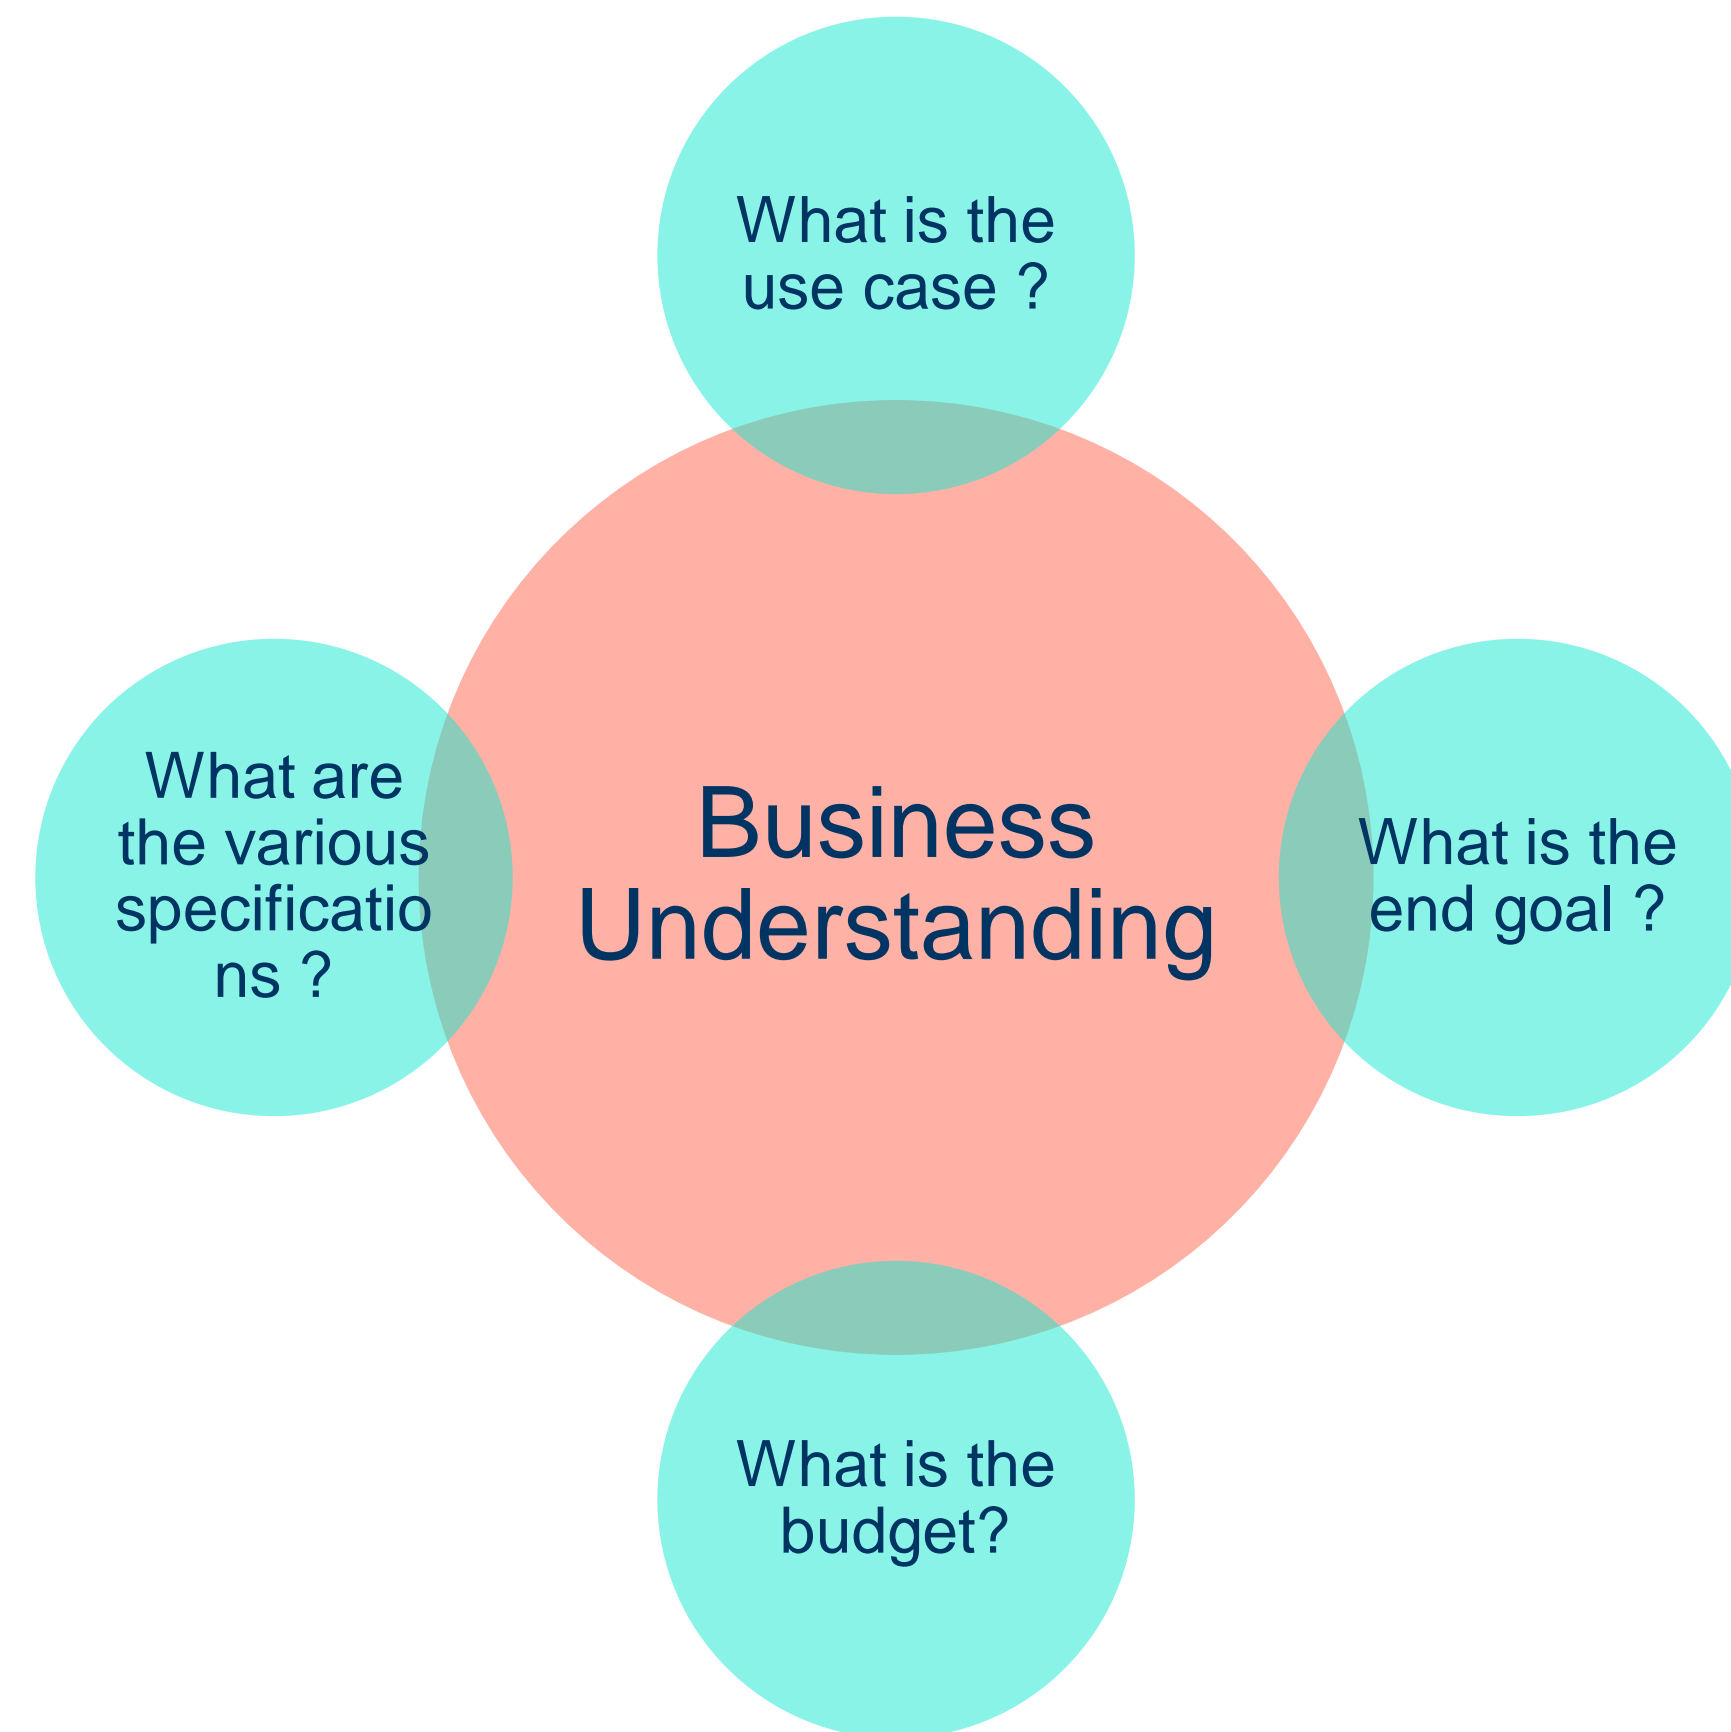 What is the
use case ?
What are
the various
specificatio
ns ?
Business
Understanding
What is the
end goal ?
What is the
budget?